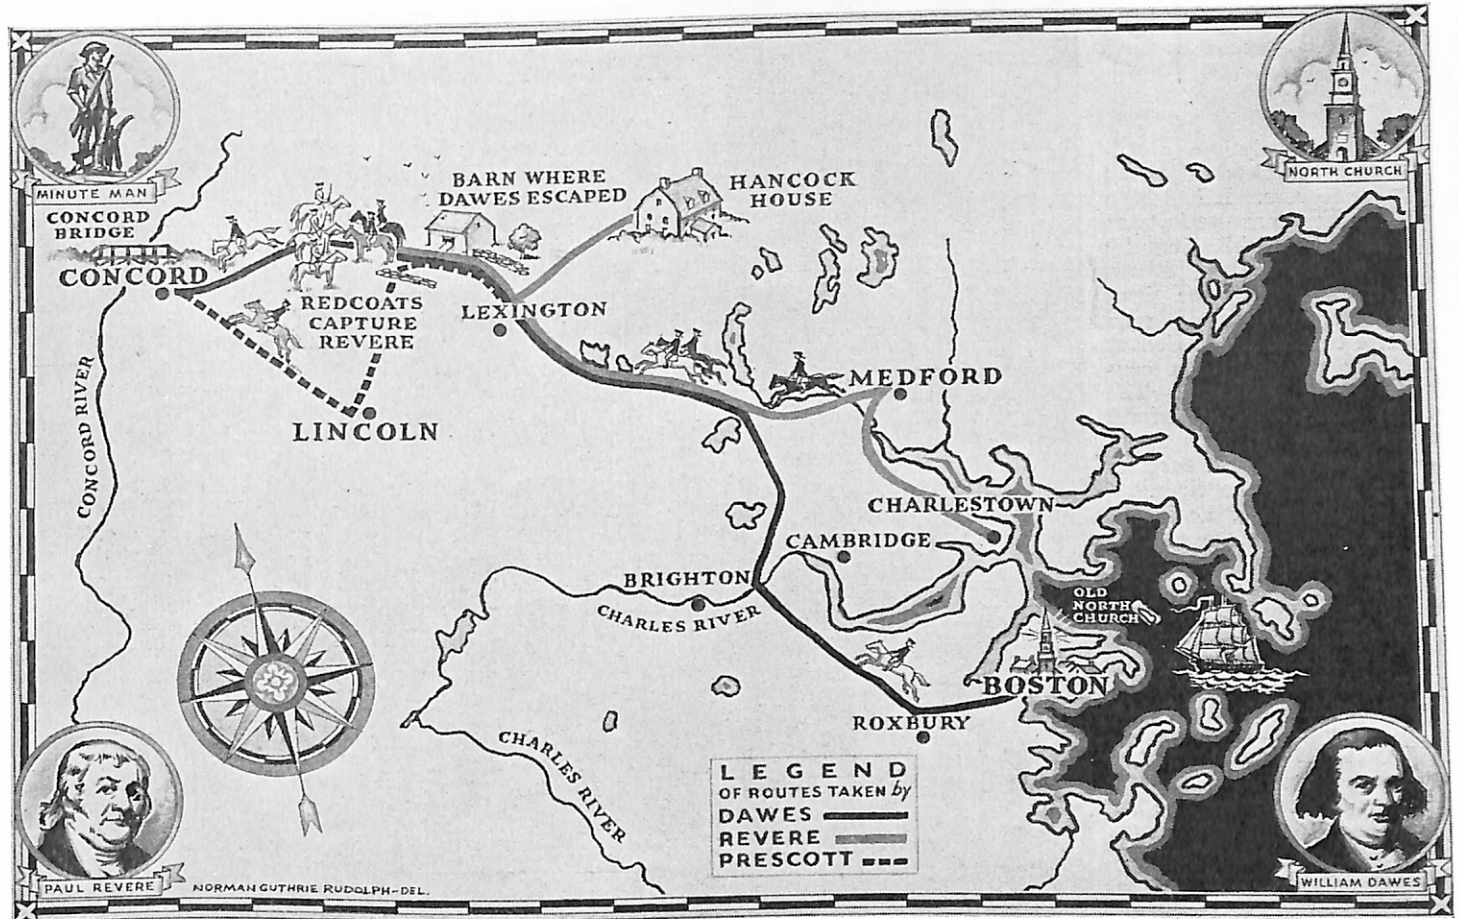 MINUTE MAN
NORTH CHURCH
CONCORD
BRIDGE
CONCORD
BARN WHERE
DAWES ESCAPED
HANCOCK
HOUSE
REDCOATS
CAPTURE
REVERE
LEXINGTON
MEDFORD
LINCOLN
CONCORD RIVER
CHARLESTOWN
CAMBRIDGE
BRIGHTON
CHARLES RIVER
OLD
NORTH
CHURCH
BOSTON
ROXBURY
CHARLES RIVER
LEGEND
OF ROUTES TAKEN by
DAWES
REVERE
PRESCOTT
PAUL REVERE
NORMAN GUTHRIE RUDOLPH-DEL.
WILLIAM DAWES